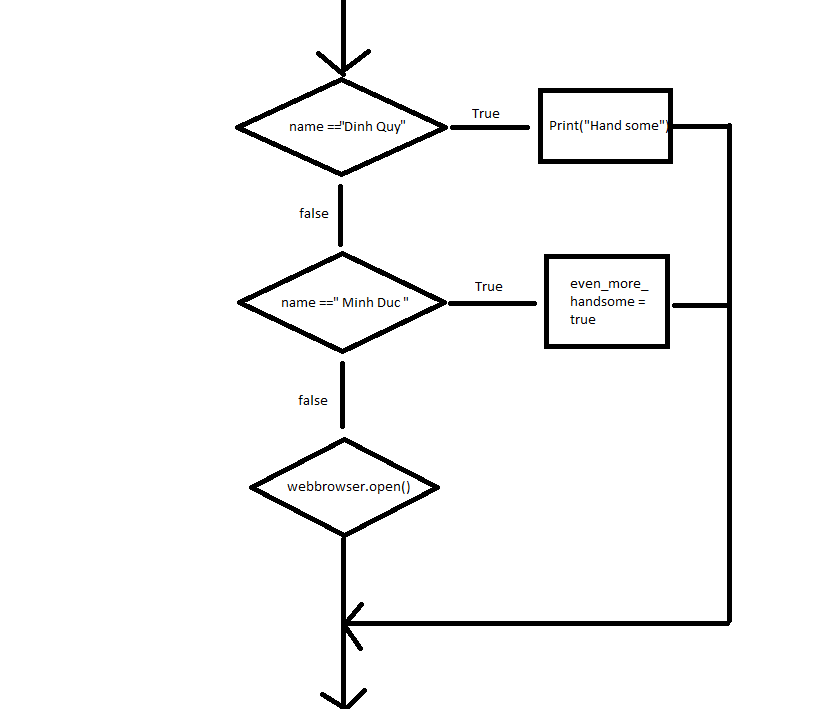 name =="Dinh Quy"
True
Print("Hand some")
false
name ==" Minh Duc "
True
even_more_
handsome =
true
false
webbrowser.open()